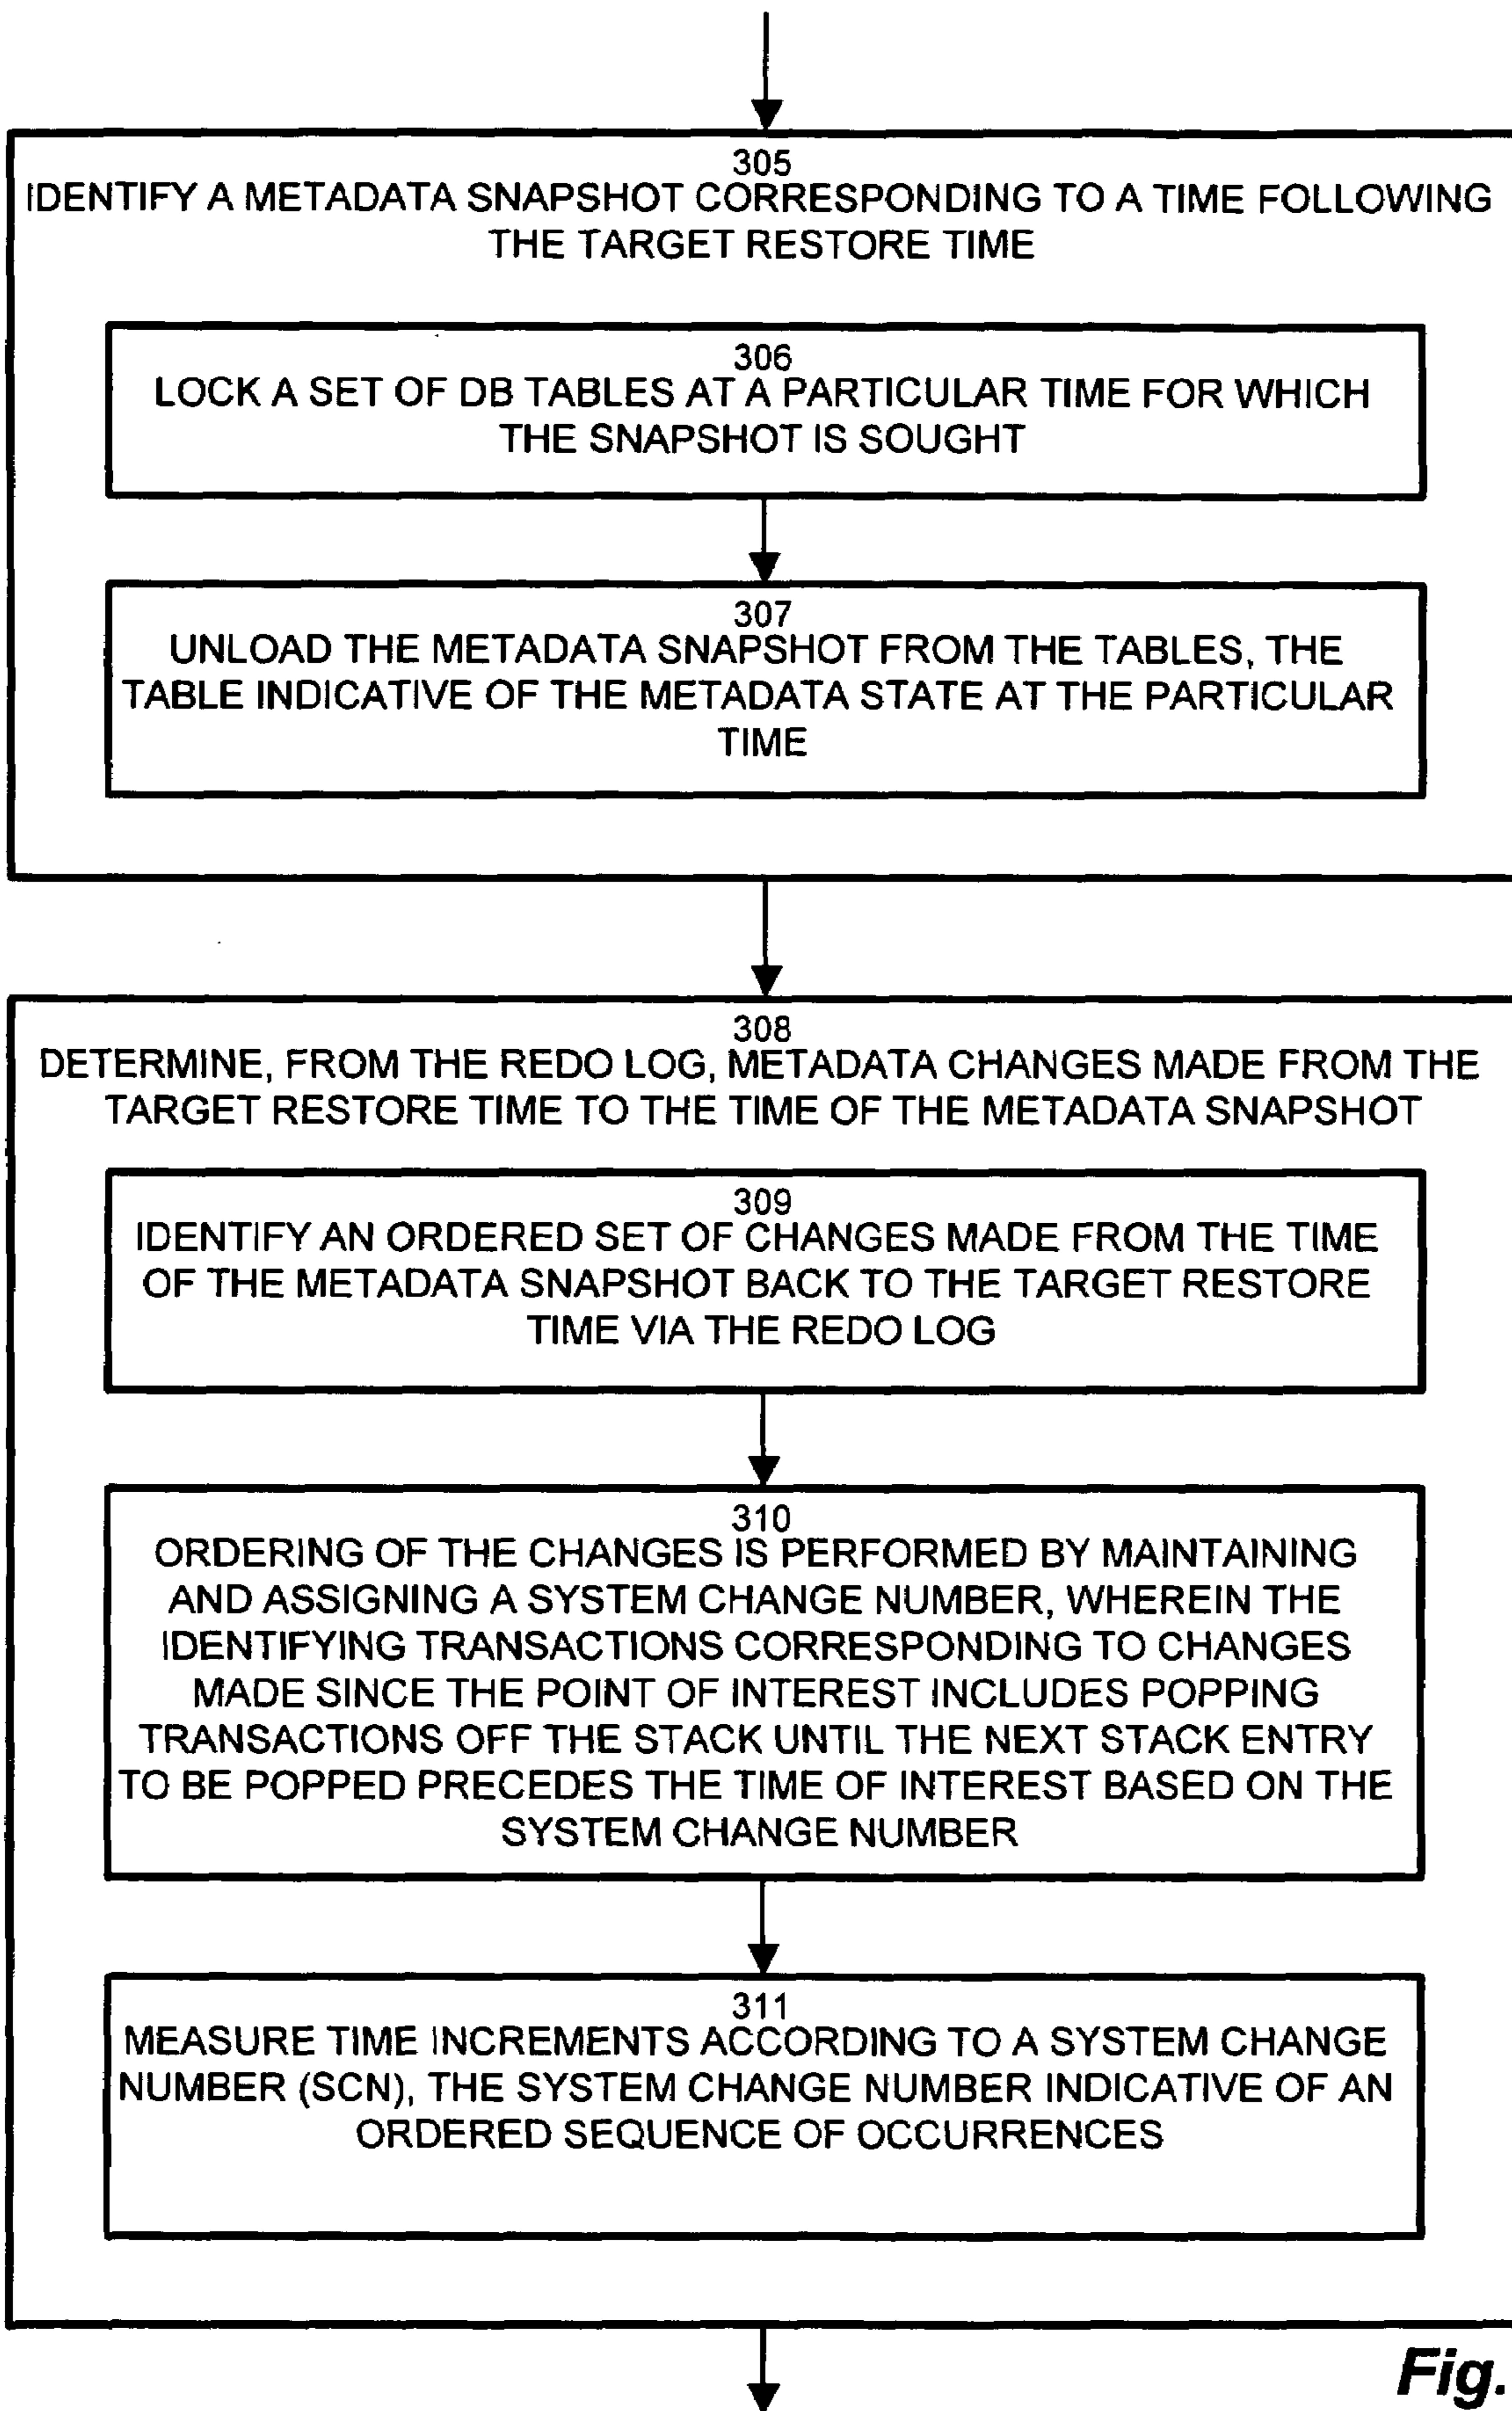 305
IDENTIFY A METADATA SNAPSHOT CORRESPONDING TO A TIME FOLLOWING
THE TARGET RESTORE TIME
306
LOCK A SET OF DB TABLES AT A PARTICULAR TIME FOR WHICH
THE SNAPSHOT IS SOUGHT
307
UNLOAD THE METADATA SNAPSHOT FROM THE TABLES, THE
TABLE INDICATIVE OF THE METADATA STATE AT THE PARTICULAR
TIME
308
DETERMINE, FROM THE REDO LOG, METADATA CHANGES MADE FROM THE
TARGET RESTORE TIME TO THE TIME OF THE METADATA SNAPSHOT
309
IDENTIFY AN ORDERED SET OF CHANGES MADE FROM THE TIME
OF THE METADATA SNAPSHOT BACK TO THE TARGET RESTORE
TIME VIA THE REDO LOG
310
ORDERING OF THE CHANGES IS PERFORMED BY MAINTAINING
AND ASSIGNING A SYSTEM CHANGE NUMBER, WHEREIN THE
IDENTIFYING TRANSACTIONS CORRESPONDING TO CHANGES
MADE SINCE THE POINT OF INTEREST INCLUDES POPPING
TRANSACTIONS OFF THE STACK UNTIL THE NEXT STACK ENTRY
TO BE POPPED PRECEDES THE TIME OF INTEREST BASED ON THE
SYSTEM CHANGE NUMBER
311
MEASURE TIME INCREMENTS ACCORDING TO A SYSTEM CHANGE
NUMBER (SCN), THE SYSTEM CHANGE NUMBER INDICATIVE OF AN
ORDERED SEQUENCE OF OCCURRENCES
Fig.